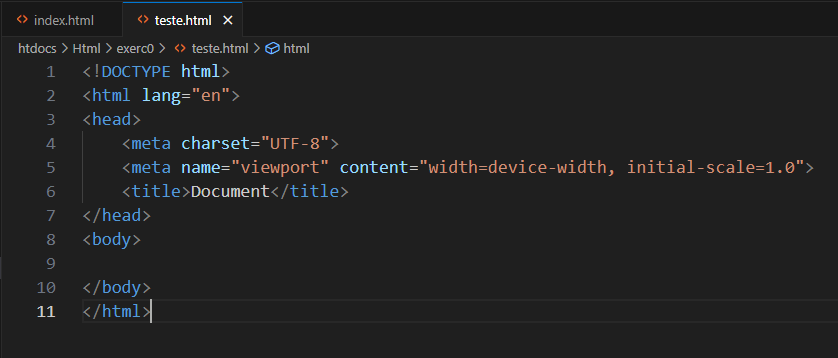 index.html teste.html
htdocs > Html > exerc0 > teste.html > html
1 <!DOCTYPE html>
2 <html lang="en">
3 <head>
4     <meta charset="UTF-8">
5     <meta name="viewport" content="width=device-width, initial-scale=1.0">
6     <title>Document</title>
7 </head>
8 <body>
9
10 </body>
11 </html>